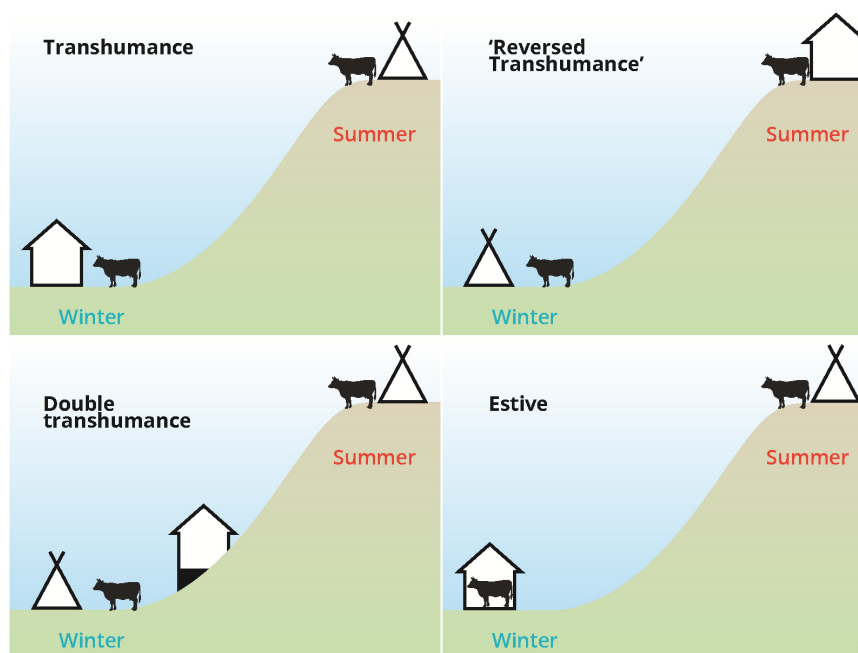 Transhumance
Summer
Winter
‘Reversed
Transhumance’
Summer
Winter
Double
transhumance
Summer
Winter
Estive
Summer
Winter